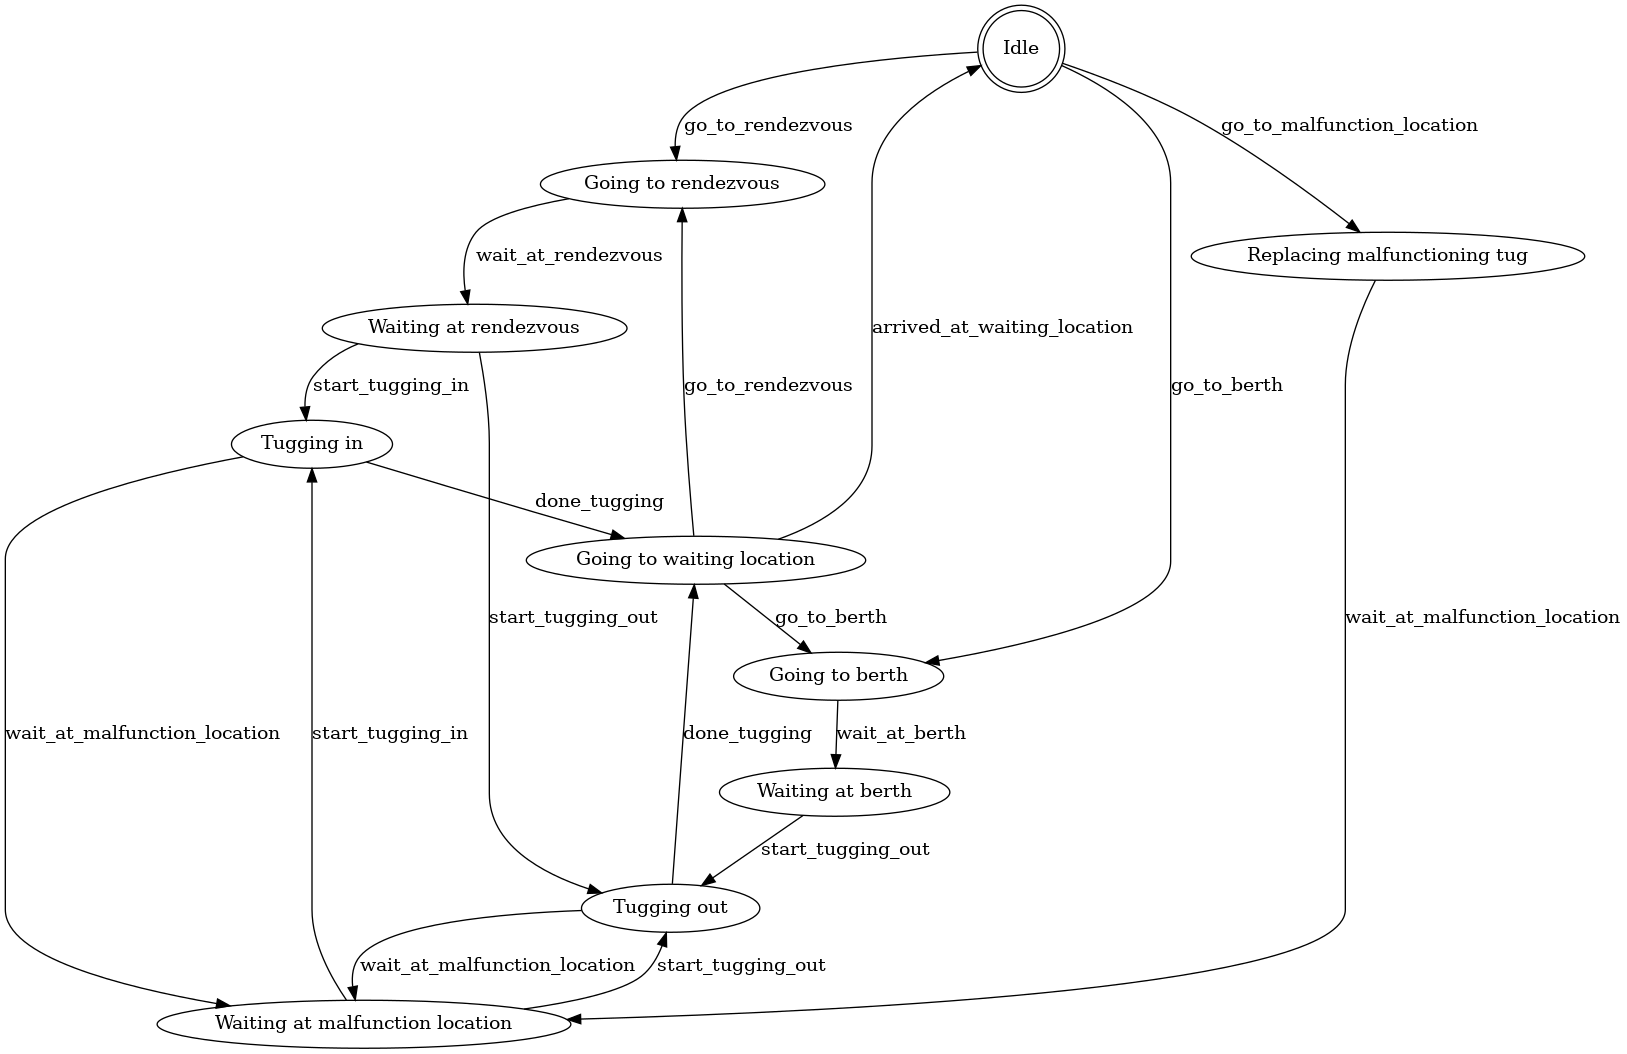 Idle
go_to_rendezvous
go_to_malfunction_location
Going to rendezvous
wait_at_rendezvous
Replacing malfunctioning tug
Waiting at rendezvous
arrived_at_waiting_location
start_tugging_in
go_to_rendezvous
go_to_berth
Tugging in
done_tugging
Going to waiting location
start_tugging_out
go_to_berth
wait_at_malfunction_location
Going to berth
wait_at_malfunction_location
start_tugging_in
done_tugging
wait_at_berth
Waiting at berth
start_tugging_out
Tugging out
wait_at_malfunction_location
start_tugging_out
Waiting at malfunction location